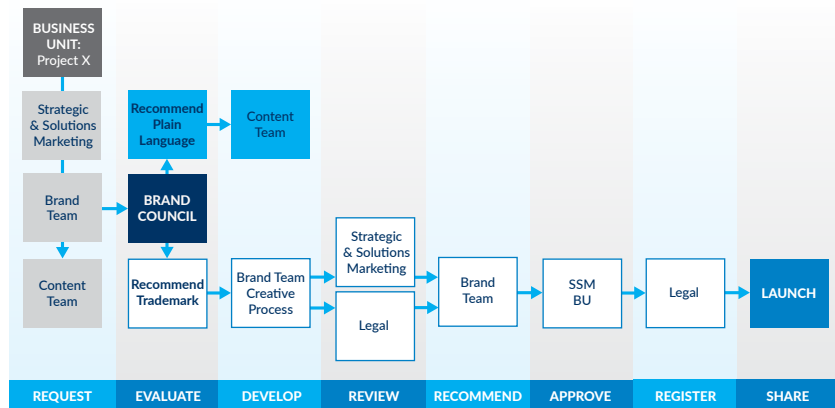 BUSINESS
UNIT:
Project X
Strategic
& Solutions
Marketing
Brand
Team
Content
Team
Recommend
Plain
Language
BRAND
COUNCIL
Recommend
Trademark
Content
Team
Brand Team
Creative
Process
Strategic
& Solutions
Marketing
Legal
Brand
Team
SSM
BU
Legal
LAUNCH
REQUEST
EVALUATE
DEVELOP
REVIEW
RECOMMEND
APPROVE
REGISTER
SHARE